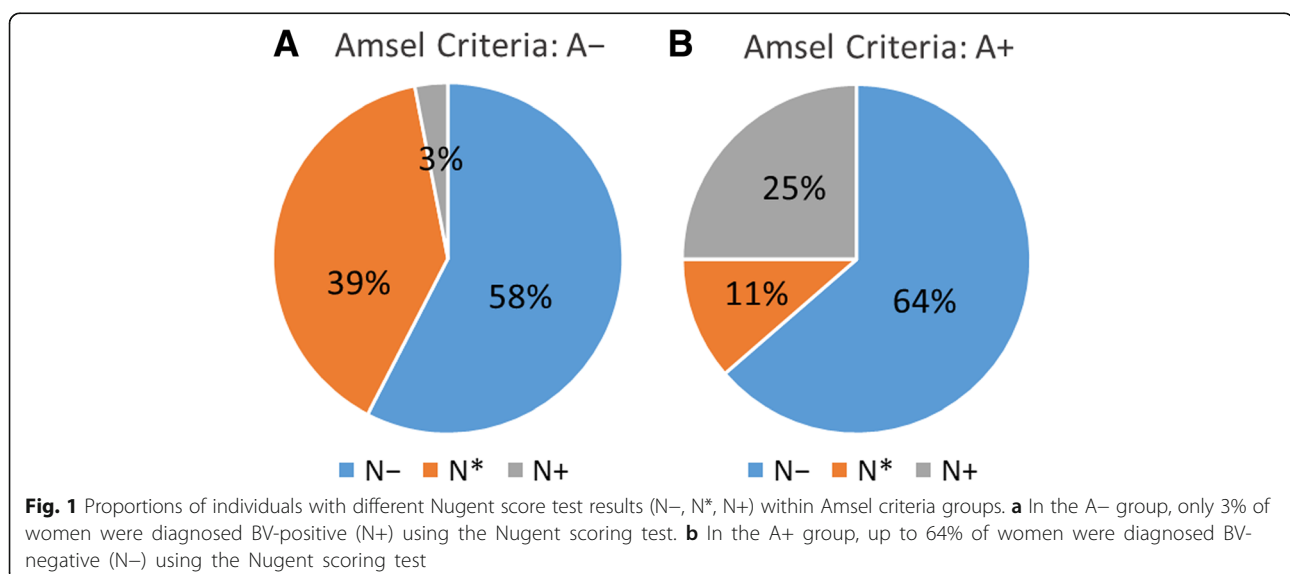 A Amsel Criteria: A−
B Amsel Criteria: A+
3%
39%
58%
25%
11%
64%
N− N* N+
N− N* N+
Fig. 1 Proportions of individuals with different Nugent score test results (N−, N*, N+) within Amsel criteria groups. a In the A− group, only 3% of
women were diagnosed BV-positive (N+) using the Nugent scoring test. b In the A+ group, up to 64% of women were diagnosed BV-
negative (N−) using the Nugent scoring test